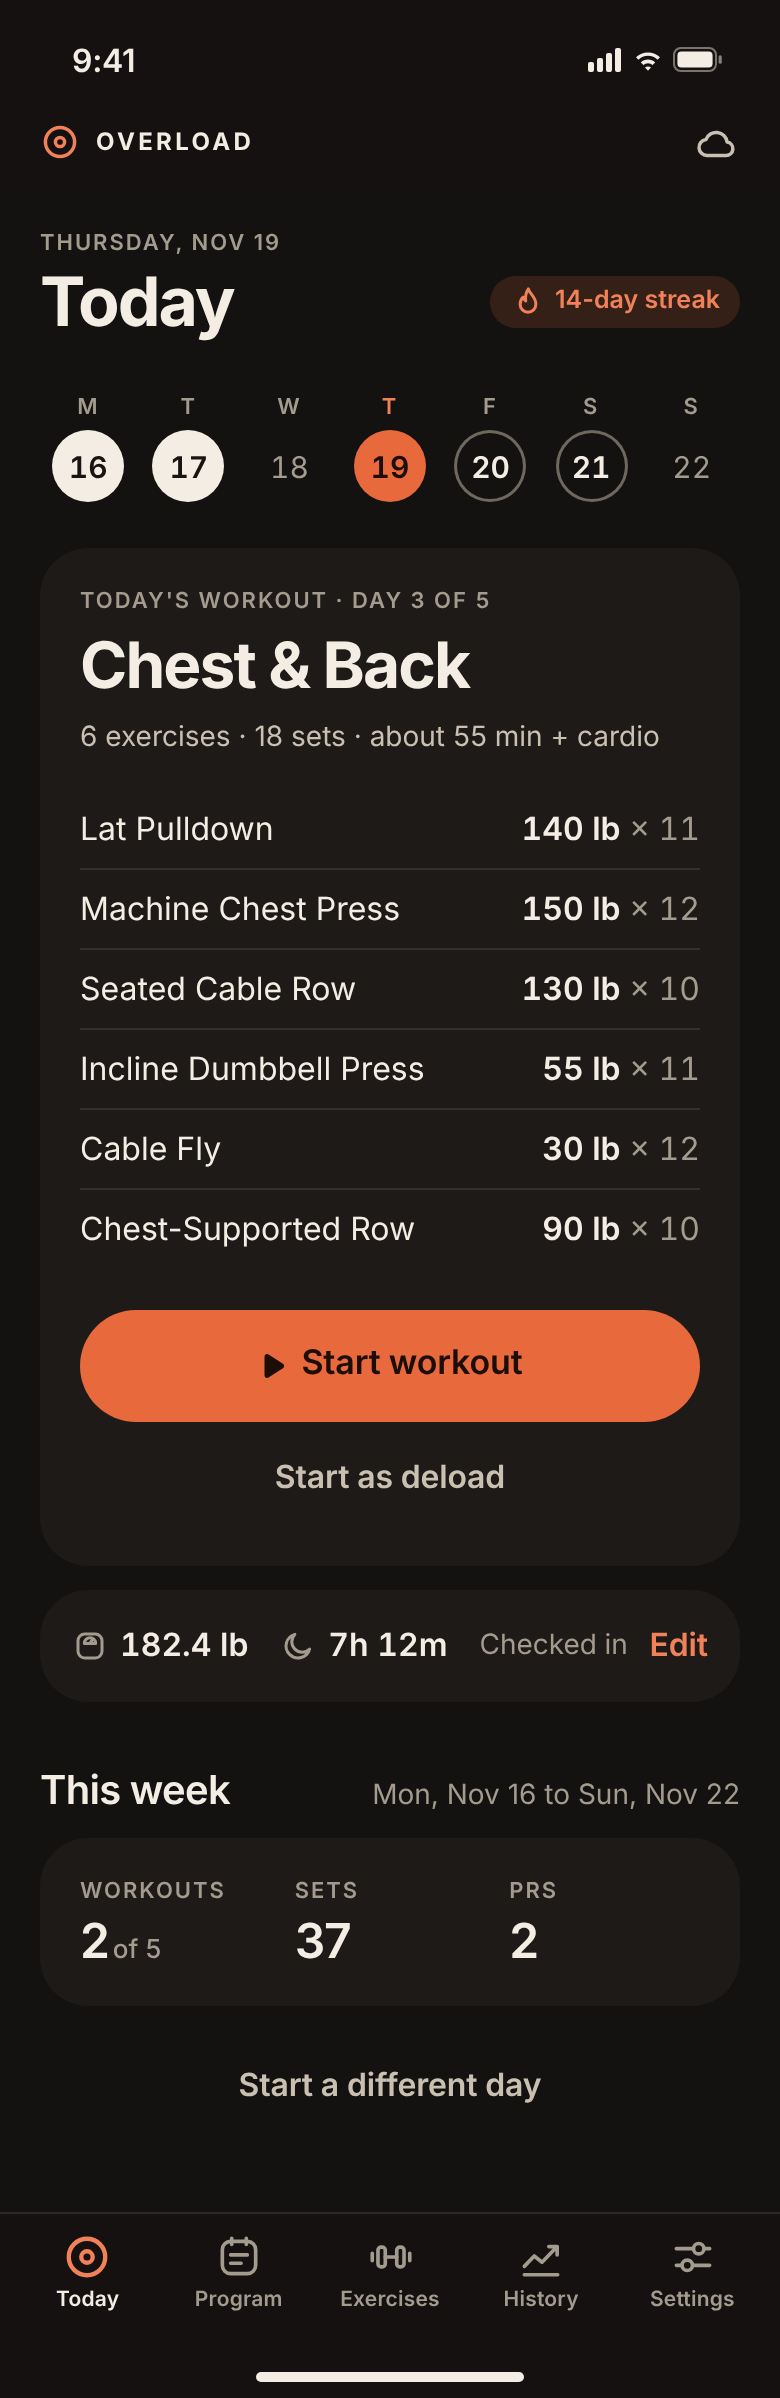 9:41
OVERLOAD
THURSDAY, NOV 19
Today
14-day streak
M T W T F S S
16 17 18 19 20 21 22
TODAY'S WORKOUT · DAY 3 OF 5
Chest & Back
6 exercises · 18 sets · about 55 min + cardio
Lat Pulldown 140 lb × 11
Machine Chest Press 150 lb × 12
Seated Cable Row 130 lb × 10
Incline Dumbbell Press 55 lb × 11
Cable Fly 30 lb × 12
Chest-Supported Row 90 lb × 10
Start workout
Start as deload
182.4 lb 7h 12m Checked in Edit
This week Mon, Nov 16 to Sun, Nov 22
WORKOUTS SETS PRS
2 of 5 37 2
Start a different day
Today Program Exercises History Settings